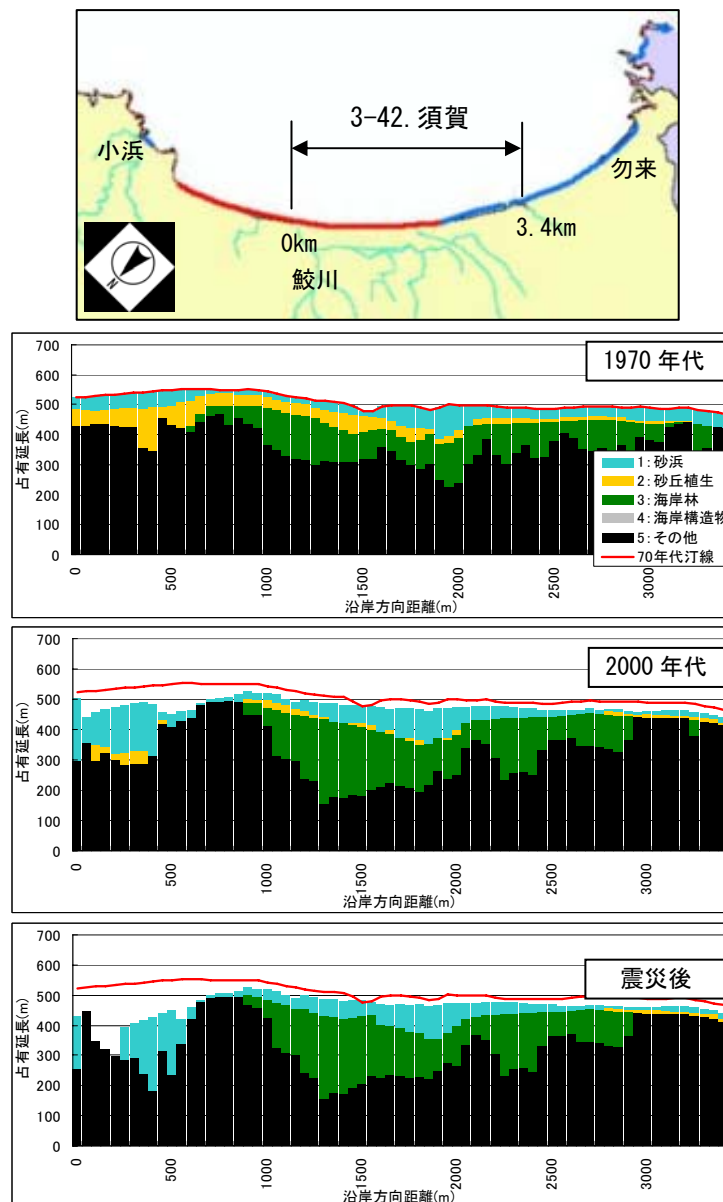 3-42. 須賀
小浜
勿来
0km
3.4km
鮫川
N
1970 年代
占有延長(m)
700
600
500
400
300
200
100
0
1:砂浜
2:砂丘植生
3:海岸林
4:海岸構造物
5:その他
70年代汀線
0
500
1000
1500
2000
2500
3000
沿岸方向距離(m)
2000 年代
占有延長(m)
700
600
500
400
300
200
100
0
0
500
1000
1500
2000
2500
3000
沿岸方向距離(m)
震災後
占有延長(m)
700
600
500
400
300
200
100
0
0
500
1000
1500
2000
2500
3000
沿岸方向距離(m)